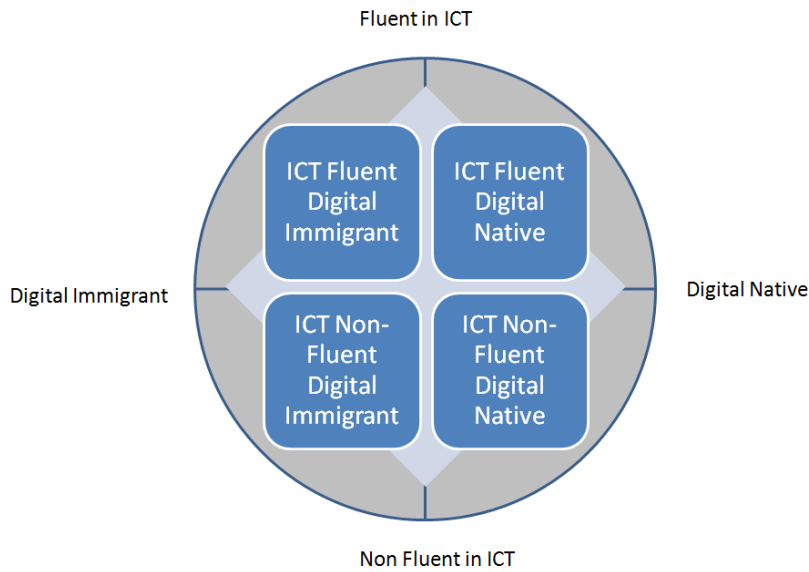 Fluent in ICT
ICT Fluent
Digital
Immigrant
ICT Fluent
Digital
Native
Digital Immigrant
Digital Native
ICT Non-
Fluent
Digital
Immigrant
ICT Non-
Fluent
Digital
Native
Non Fluent in ICT